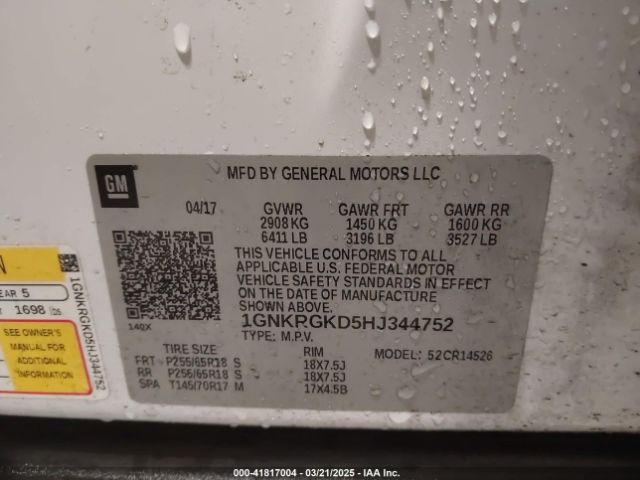 GM
MFD BY GENERAL MOTORS LLC
04/17 GVWR GAWR FRT GAWR RR
2908 KG 1450 KG 1600 KG
6411 LB 3196 LB 3527 LB
THIS VEHICLE CONFORMS TO ALL
APPLICABLE U.S. FEDERAL MOTOR
VEHICLE SAFETY STANDARDS IN EFFECT
ON THE DATE OF MANUFACTURE
SHOWN ABOVE.
140X
1GNKRGKD5HJ344752
TYPE: M.P.V.
TIRE SIZE RIM MODEL: 52CR14526
FRT P255/65R18 S 18X7.5J
RR P255/65R18 S 18X7.5J
SPA T145/70R17 M 17X4.5B
N
EAR 5
1698 lbs
SEE OWNER'S
MANUAL FOR
ADDITIONAL
INFORMATION
1GNKRGKD5HJ344752
000-41817004 — 03/21/2025 — IAA Inc.